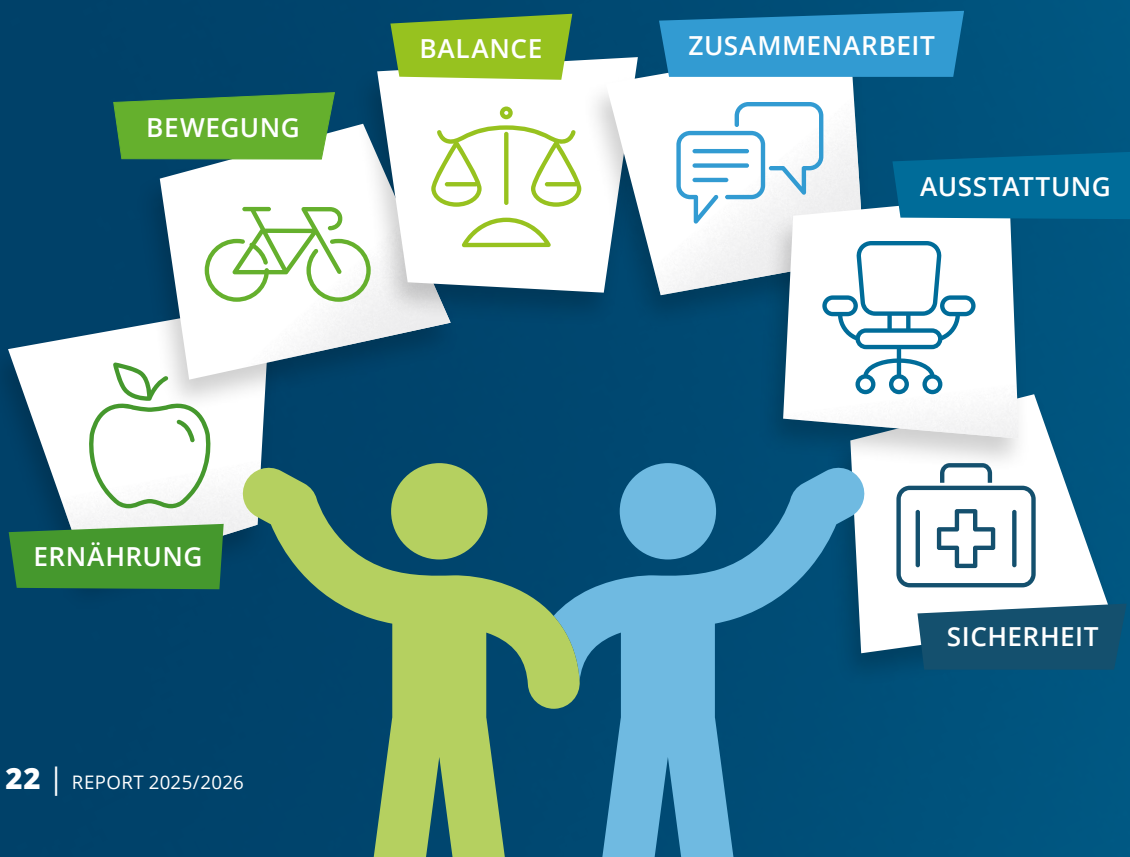 BALANCE
ZUSAMMENARBEIT
BEWEGUNG
AUSSTATTUNG
ERNÄHRUNG
SICHERHEIT
22 | REPORT 2025/2026